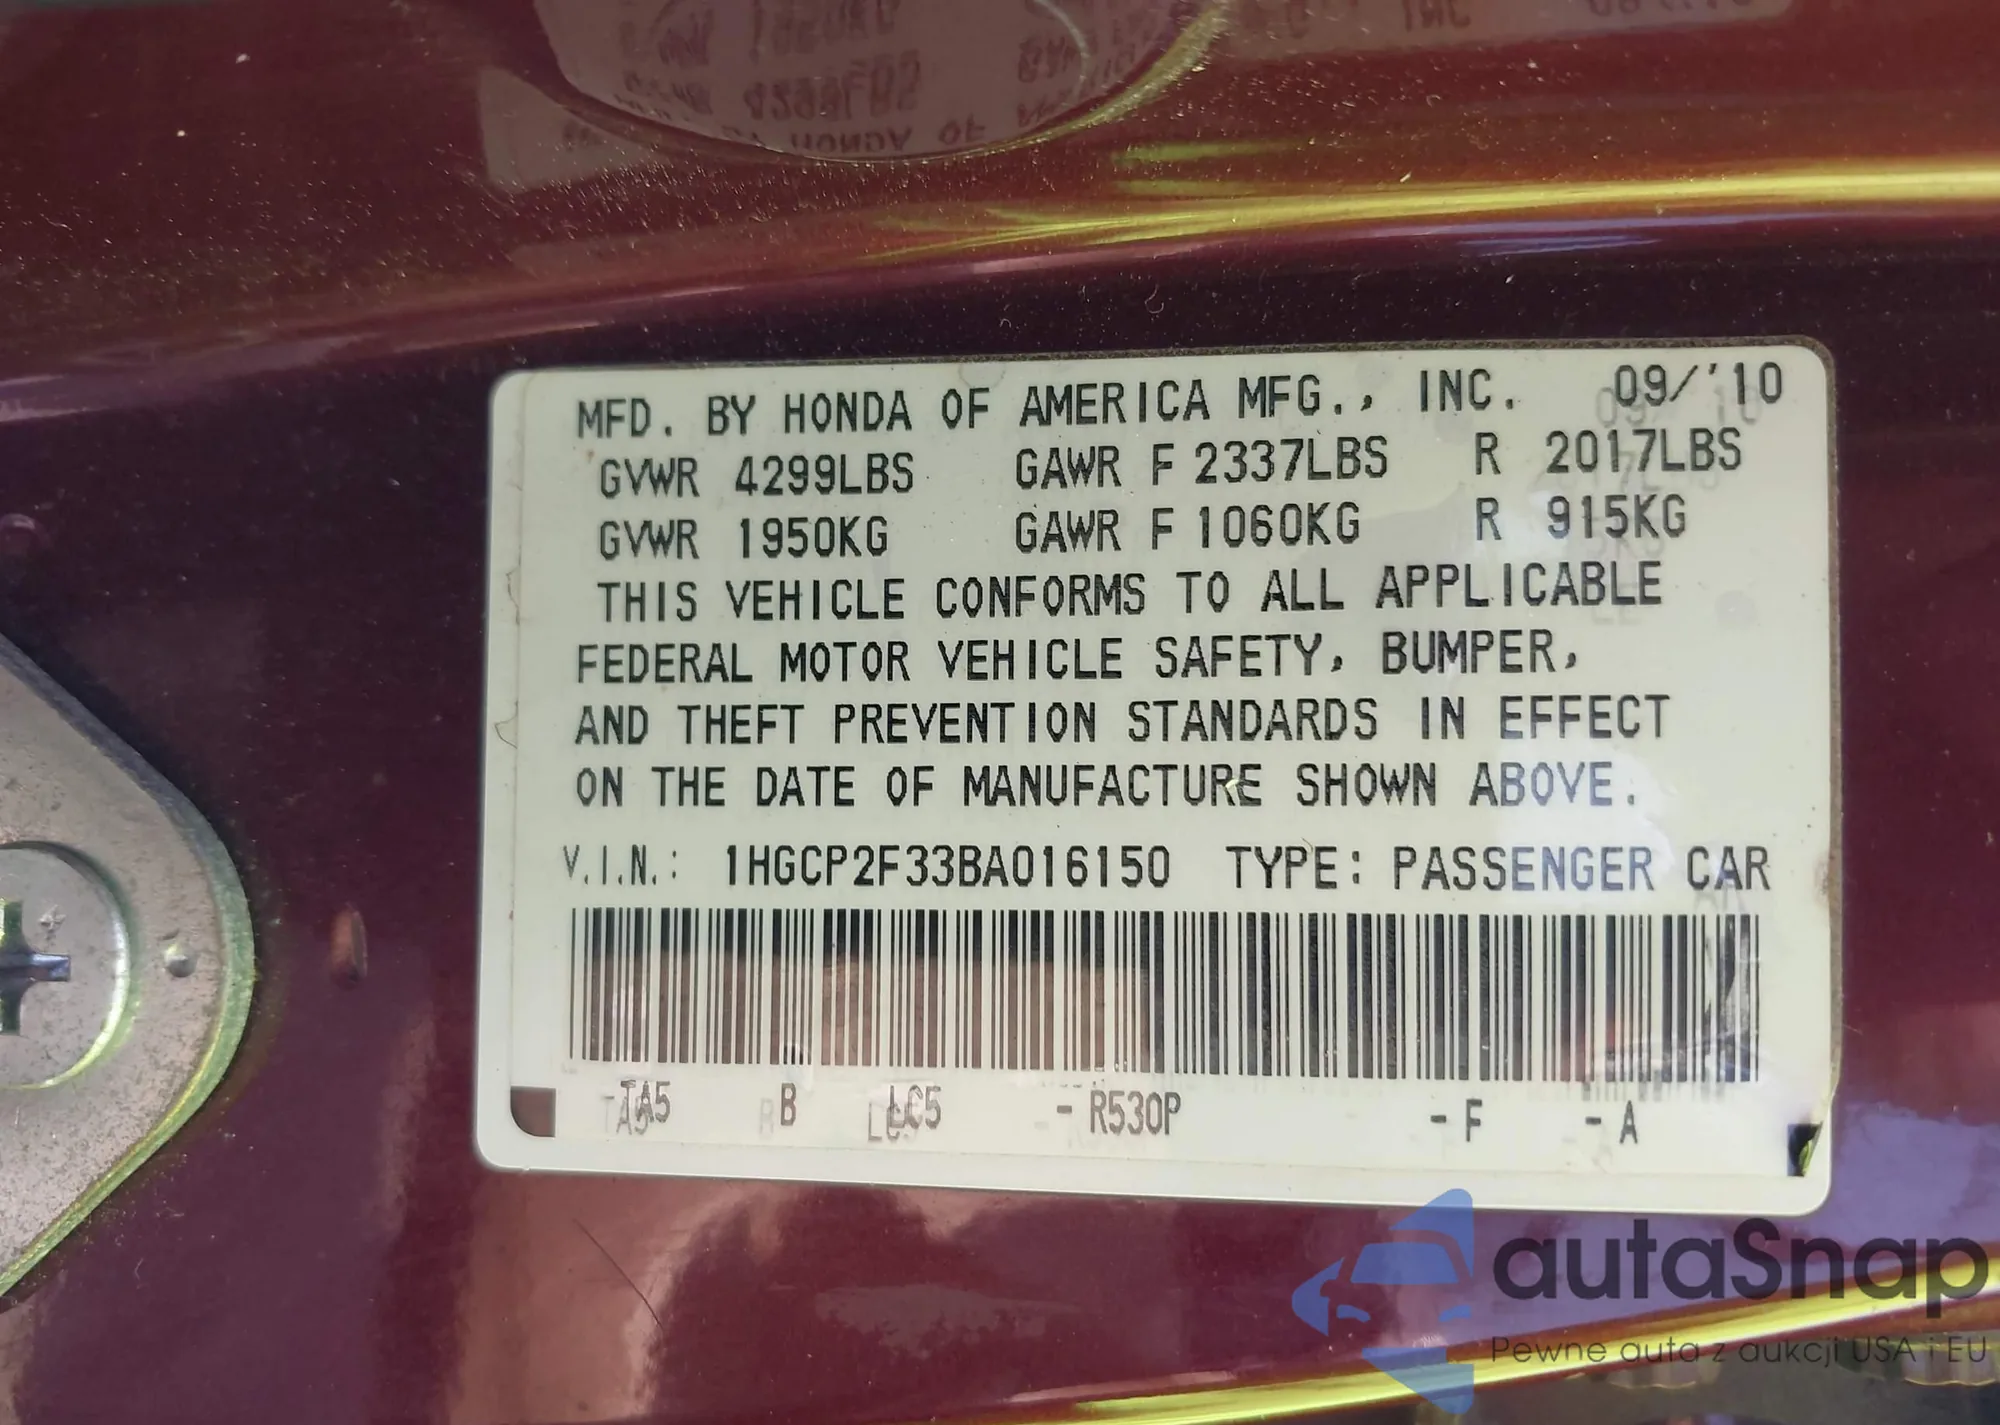 MFD. BY HONDA OF AMERICA MFG., INC. 09/'10
GVWR 4299LBS GAWR F 2337LBS R 2017LBS
GVWR 1950KG GAWR F 1060KG R 915KG
THIS VEHICLE CONFORMS TO ALL APPLICABLE
FEDERAL MOTOR VEHICLE SAFETY, BUMPER,
AND THEFT PREVENTION STANDARDS IN EFFECT
ON THE DATE OF MANUFACTURE SHOWN ABOVE.
V.I.N.: 1HGCP2F33BA016150 TYPE: PASSENGER CAR
TA5 B LC5 - R530P - F - A
autaSnap
Pewne auta z aukcji USA i EU